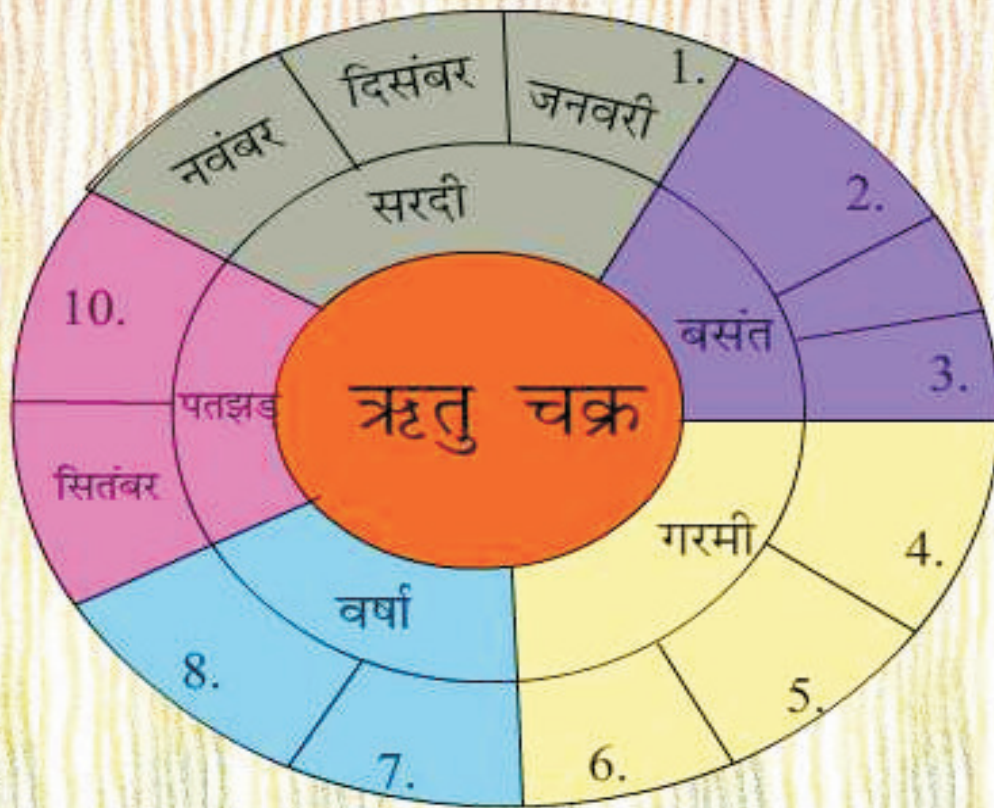 ऋतु चक्र
सरदी
नवंबर
दिसंबर
जनवरी
1.
बसंत
2.
3.
गरमी
4.
5.
6.
वर्षा
7.
8.
पतझड
सितंबर
10.